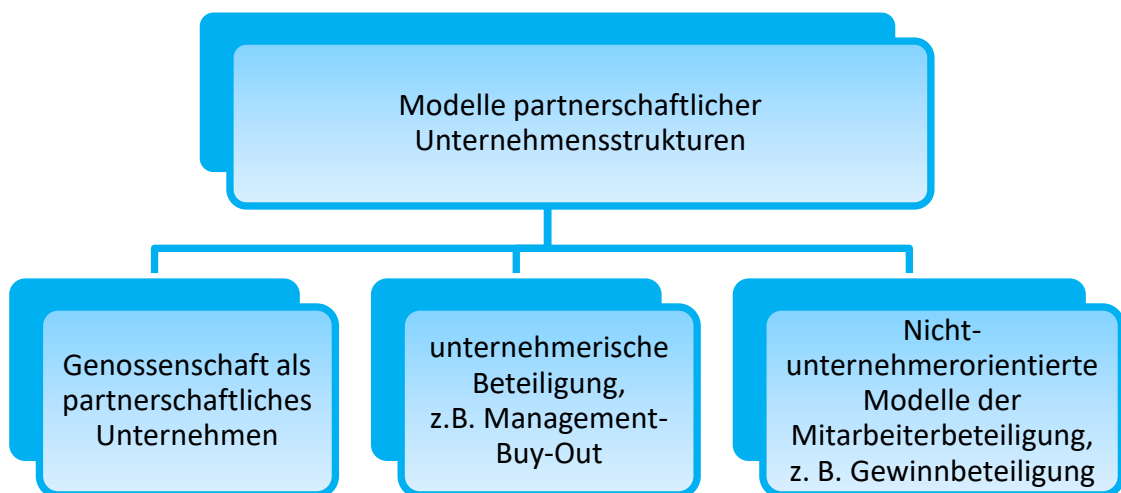 Modelle partnerschaftlicher
Unternehmensstrukturen
Genossenschaft als
partnerschaftliches
Unternehmen
unternehmerische
Beteiligung,
z.B. Management-
Buy-Out
Nicht-
unternehmerorientierte
Modelle der
Mitarbeiterbeteiligung,
z. B. Gewinnbeteiligung